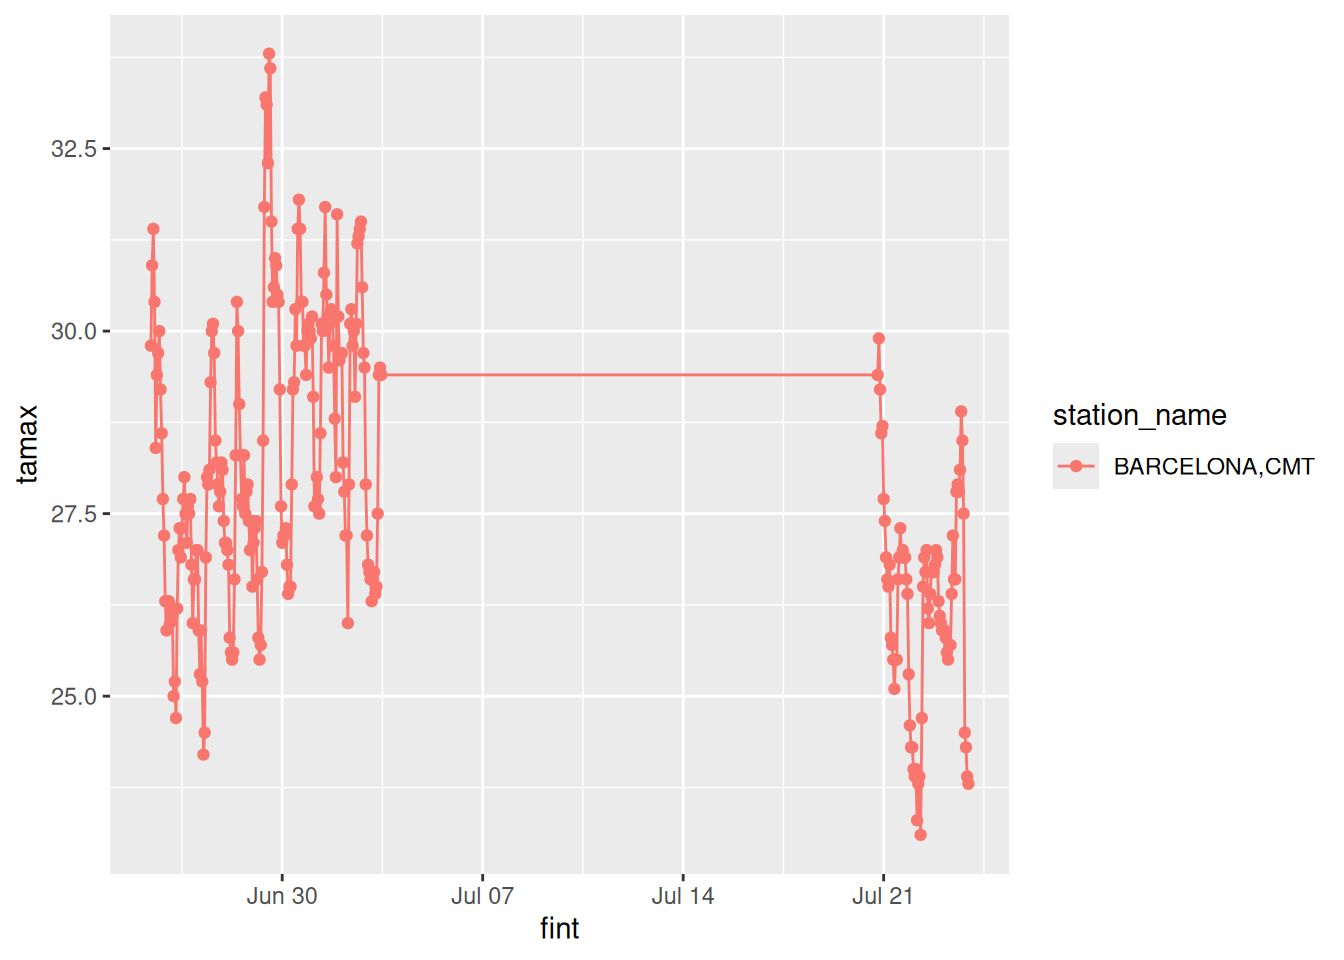 32.5
30.0
27.5
25.0
tamax
Jun 30
Jul 07
Jul 14
Jul 21
fint
station_name
BARCELONA,CMT